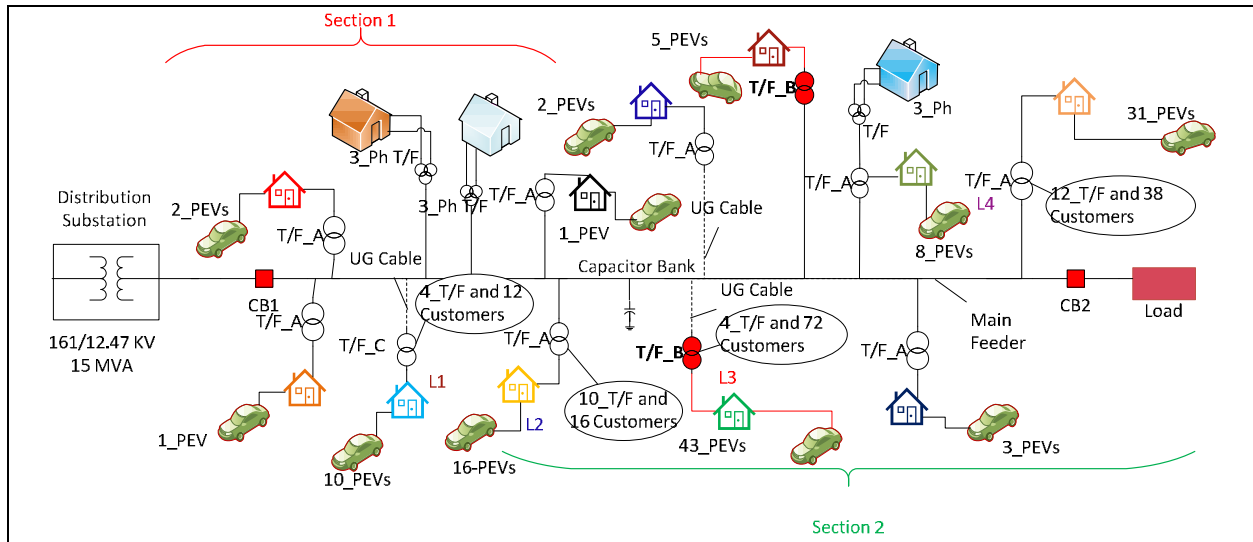 Section 1
5_PEVs
T/F_B
2_PEVs
3_Ph
T/F
31_PEVs
T/F_A
3_Ph T/F
Distribution
Substation
2_PEVs
T/F_A
3_Ph T/F
T/F_A
1_PEV
UG Cable
T/F_A
L4
8_PEVs
T/F_A
12_T/F and 38
Customers
UG Cable
Capacitor Bank
CB1
4_T/F and 12
Customers
UG Cable
CB2
Load
161/12.47 KV
15 MVA
T/F_A
T/F_C
T/F_A
T/F_B
4_T/F and 72
Customers
T/F_A
Main
Feeder
L1
L2
L3
10_T/F and
16 Customers
1_PEV
10_PEVs
16-PEVs
43_PEVs
3_PEVs
Section 2